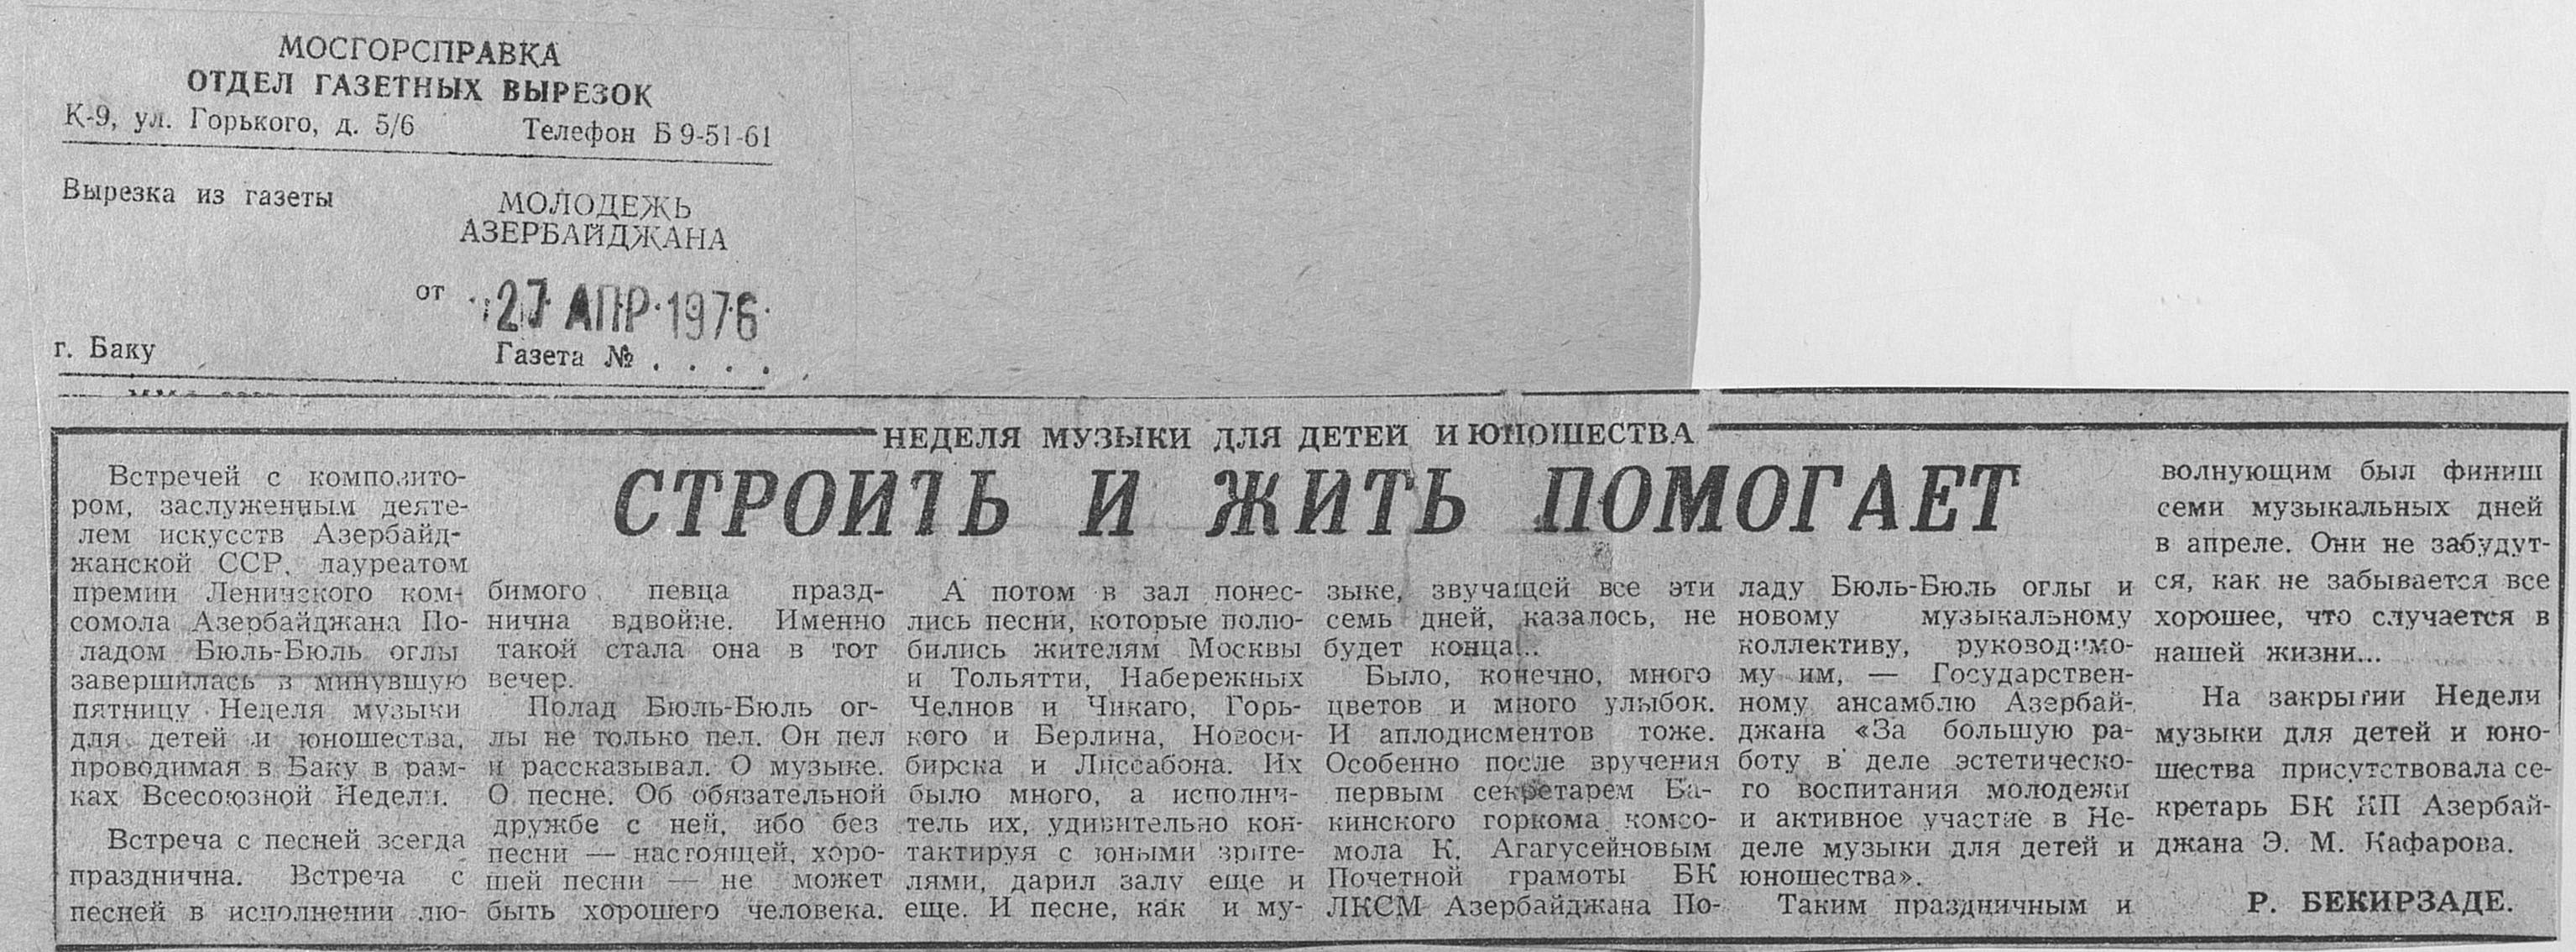 МОСГОРСПРАВКА
ОТДЕЛ ГАЗЕТНЫХ ВЫРЕЗОК
К-9, ул. Горького, д. 5/6 Телефон Б 9-51-61
Вырезка из газеты
МОЛОДЕЖЬ
АЗЕРБАЙДЖАНА
от 27 АПР 1976
г. Баку Газета № . . . .
НЕДЕЛЯ МУЗЫКИ ДЛЯ ДЕТЕЙ И ЮНОШЕСТВА
СТРОИТЬ И ЖИТЬ ПОМОГАЕТ
Встречей с композито-
ром, заслуженным деяте-
лем искусств Азербайд-
жанской ССР, лауреатом
премии Ленинского ком-
сомола Азербайджана По-
ладом Бюль-Бюль оглы
завершилась в минувшую
пятницу Неделя музыки
для детей и юношества,
проводимая в Баку в рам-
ках Всесоюзной Недели.
Встреча с песней всегда
празднична. Встреча с
песней в исполнении лю-
бимого певца празд-
нична вдвойне. Именно
такой стала она в тот
вечер.
Полад Бюль-Бюль ог-
лы не только пел. Он пел
и рассказывал. О музыке.
О песне. Об обязательной
дружбе с ней, ибо без
песни — настоящей, хоро-
шей песни — не может
быть хорошего человека.
А потом в зал понес-
лись песни, которые полю-
бились жителям Москвы
и Тольятти, Набережных
Челнов и Чикаго, Горь-
кого и Берлина, Новоси-
бирска и Лиссабона. Их
было много, а исполни-
тель их, удивительно кон-
тактируя с юными зрите-
лями, дарил залу еще и
еще. И песне, как и му-
зыке, звучащей все эти
семь дней, казалось, не
будет конца...
Было, конечно, много
цветов и много улыбок.
И аплодисментов тоже.
Особенно после вручения
первым секретарем Ба-
кинского горкома комсо-
мола К. Агагусейновым
Почетной грамоты БК
ЛКСМ Азербайджана По-
ладу Бюль-Бюль оглы и
новому музыкальному
коллективу, руководимо-
му им, — Государствен-
ному ансамблю Азербай-
джана «За большую ра-
боту в деле эстетическо-
го воспитания молодежи
и активное участие в Не-
деле музыки для детей и
юношества».
Таким праздничным и
волнующим был финиш
семи музыкальных дней
в апреле. Они не забудут-
ся, как не забывается все
хорошее, что случается в
нашей жизни...
На закрытии Недели
музыки для детей и юно-
шества присутствовала се-
кретарь БК КП Азербай-
джана Э. М. Кафарова.
Р. БЕКИРЗАДЕ.